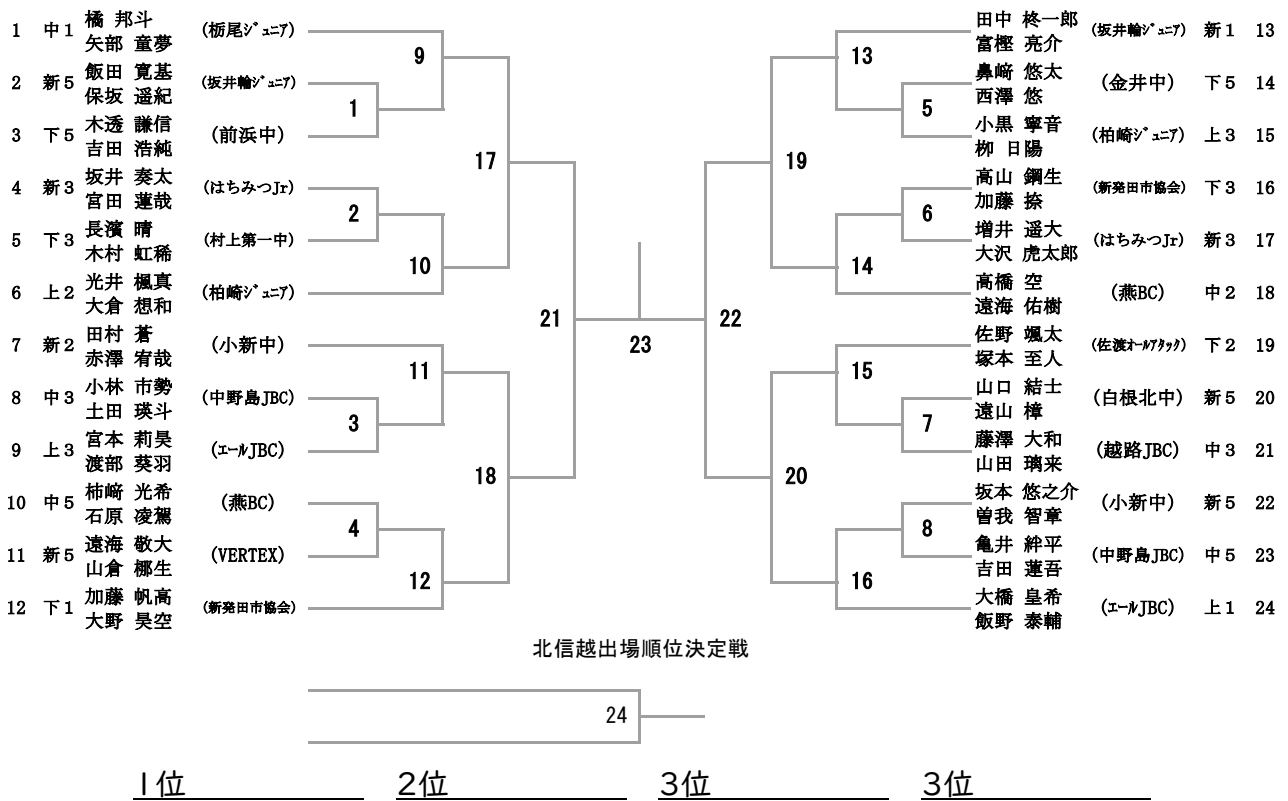 1 中1 橘 邦斗 (栃尾ｼﾞｭﾆｱ)
矢部 童夢
2 新5 飯田 寛基 (坂井輪ｼﾞｭﾆｱ)
保坂 遥紀
3 下5 木透 謙信 (前浜中)
吉田 浩純
4 新3 坂井 奏太 (はちみつJr)
宮田 蓮哉
5 下3 長濱 晴 (村上第一中)
木村 虹稀
6 上2 光井 楓真 (柏崎ｼﾞｭﾆｱ)
大倉 想和
7 新2 田村 蒼 (小新中)
赤澤 宥哉
8 中3 小林 市勢 (中野島JBC)
土田 瑛斗
9 上3 宮本 莉昊 (ｴｰﾙJBC)
渡部 葵羽
10 中5 柿﨑 光希 (燕BC)
石原 凌駕
11 新5 遠海 敬大 (VERTEX)
山倉 梛生
12 下1 加藤 帆高 (新発田市協会)
大野 昊空
9
1
17
2
10
21
11
3
18
4
12
23
22
13
5
19
6
14
15
7
20
8
16
田中 柊一郎 (坂井輪ｼﾞｭﾆｱ) 新1 13
富樫 亮介
鼻﨑 悠太 (金井中) 下5 14
西澤 悠
小黒 寧音 (柏崎ｼﾞｭﾆｱ) 上3 15
栁 日陽
高山 鋼生 (新発田市協会) 下3 16
加藤 捺
増井 遥大 (はちみつJr) 新3 17
大沢 虎太郎
高橋 空 (燕BC) 中2 18
遠海 佑樹
佐野 颯太 (佐渡ｵｰﾙｱﾀｯｸ) 下2 19
塚本 至人
山口 結士 (白根北中) 新5 20
遠山 樟
藤澤 大和 (越路JBC) 中3 21
山田 璃来
坂本 悠之介 (小新中) 新5 22
曽我 智章
亀井 絆平 (中野島JBC) 中5 23
吉田 蓮吾
大橋 皇希 (ｴｰﾙJBC) 上1 24
飯野 泰輔
北信越出場順位決定戦
24
1位 2位 3位 3位